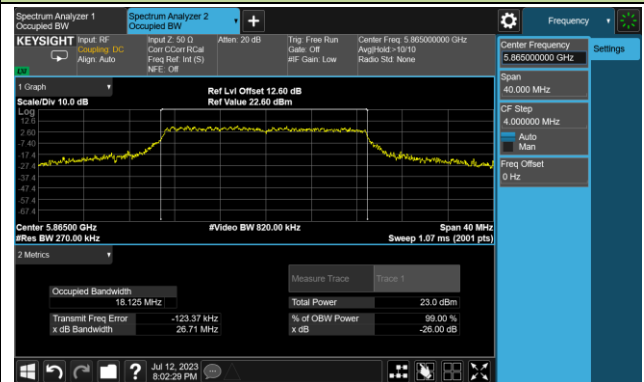 Spectrum Analyzer 1
Occupied BW
Spectrum Analyzer 2
Occupied BW
+
Frequency
KEYSIGHT
Input: RF
Coupling: DC
Align: Auto
Input Z: 50 Ω
Corr CCorr RCal
Freq Ref: Int (S)
NFE: Off
Atten: 20 dB
Trig: Free Run
Gate: Off
#IF Gain: Low
Center Freq: 5.865000000 GHz
Avg|Hold:>10/10
Radio Std: None
LXI
Center Frequency
5.865000000 GHz
Settings
Span
40.000 MHz
CF Step
4.000000 MHz
Auto
Man
Freq Offset
0 Hz
1 Graph
Scale/Div 10.0 dB
Ref Lvl Offset 12.60 dB
Ref Value 22.60 dBm
Log
12.6
2.60
-7.40
-17.4
-27.4
-37.4
-47.4
-57.4
-67.4
Center 5.86500 GHz
#Video BW 820.00 kHz
Span 40 MHz
#Res BW 270.00 kHz
Sweep 1.07 ms (2001 pts)
2 Metrics
Measure Trace
Trace 1
Occupied Bandwidth
18.125 MHz
Total Power
23.0 dBm
Transmit Freq Error
-123.37 kHz
% of OBW Power
99.00 %
x dB Bandwidth
26.71 MHz
x dB
-26.00 dB
?
Jul 12, 2023
8:02:29 PM